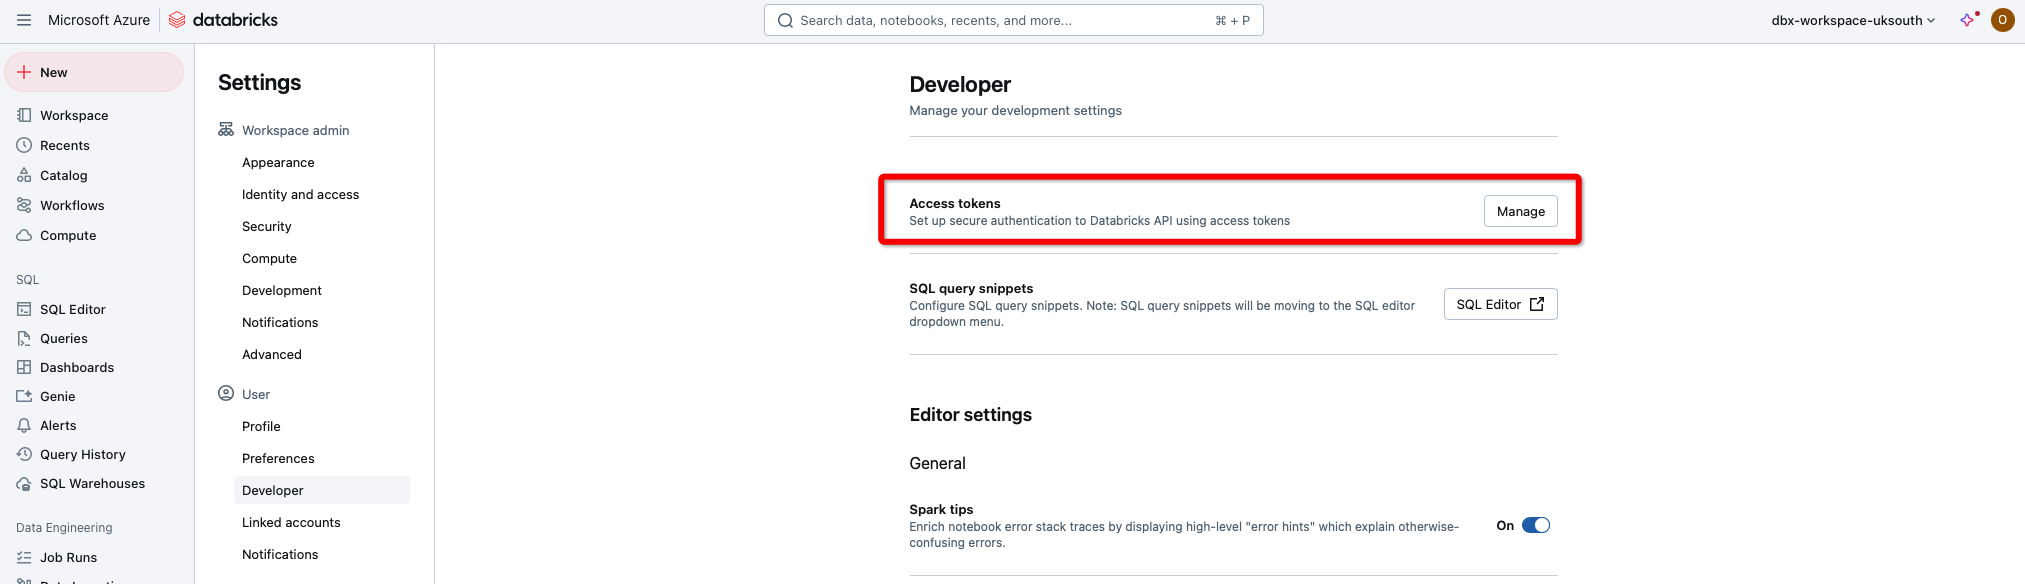 Microsoft Azure
databricks
Search data, notebooks, recents, and more...
⌘ + P
dbx-workspace-uksouth
O
New
Workspace
Recents
Catalog
Workflows
Compute
SQL
SQL Editor
Queries
Dashboards
Genie
Alerts
Query History
SQL Warehouses
Data Engineering
Job Runs
Settings
Workspace admin
Appearance
Identity and access
Security
Compute
Development
Notifications
Advanced
User
Profile
Preferences
Developer
Linked accounts
Notifications
Developer
Manage your development settings
Access tokens
Set up secure authentication to Databricks API using access tokens
Manage
SQL query snippets
Configure SQL query snippets. Note: SQL query snippets will be moving to the SQL editor
dropdown menu.
SQL Editor
Editor settings
General
Spark tips
Enrich notebook error stack traces by displaying high-level "error hints" which explain otherwise-
confusing errors.
On